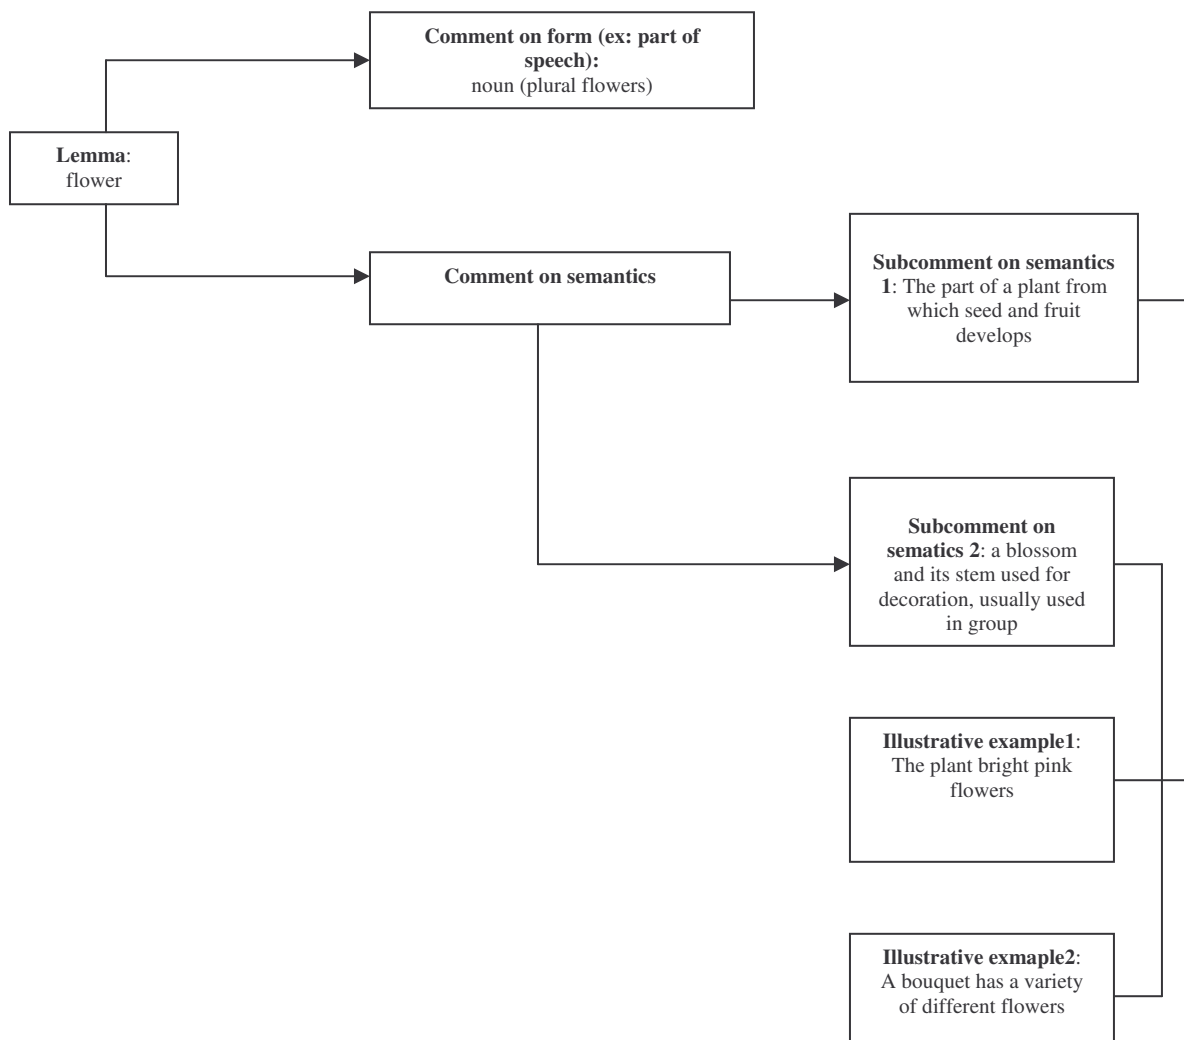 Comment on form (ex: part of
speech):
noun (plural flowers)
Lemma:
flower
Comment on semantics
Subcomment on semantics
1: The part of a plant from
which seed and fruit
develops
Subcomment on
sematics 2: a blossom
and its stem used for
decoration, usually used
in group
Illustrative example1:
The plant bright pink
flowers
Illustrative exmaple2:
A bouquet has a variety
of different flowers